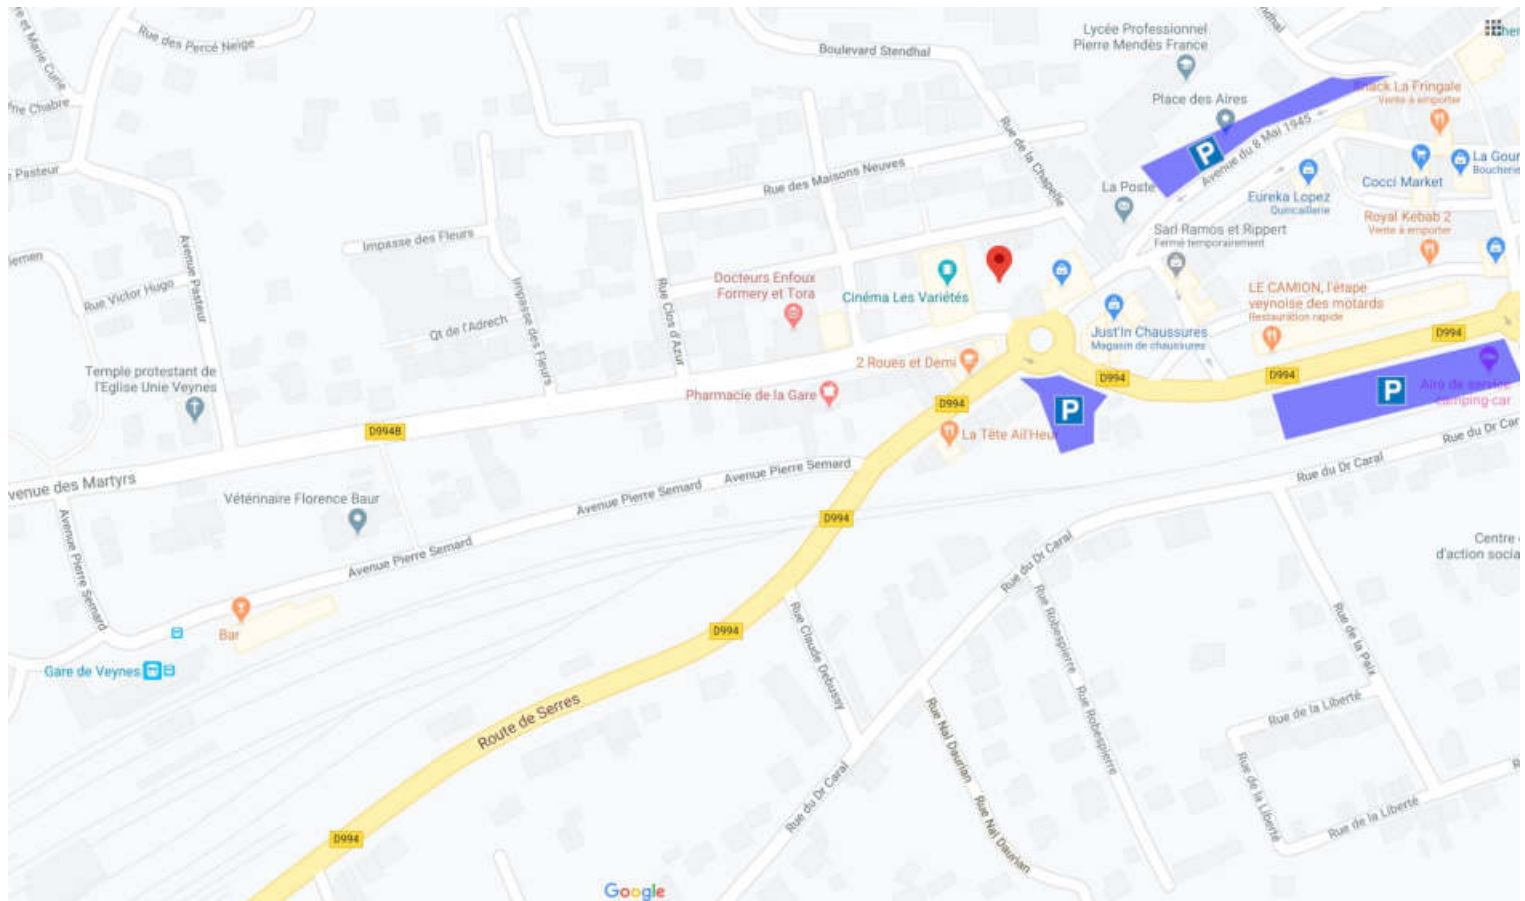 Rue des Percé Neige
et Marie Curie
Chabre
Pasteur
Boulevard Stendhal
Lycée Professionnel
Pierre Mendès France
Place des Aires
Snack La Fringale
Vente à emporter
Avenue du 8 Mai 1945
P
La Gour
Boucherie
Cocci Market
Eureka Lopez
Quincaillerie
Royal Kebab 2
Vente à emporter
La Poste
Sarl Ramos et Rippert
Fermé temporairement
Rue de la Chapelle
Rue des Maisons Neuves
Impasse des Fleurs
Avenue Pasteur
Rue Victor Hugo
Qt de l'Adrech
Impasse des Fleurs
Rue Clos d'Azur
Docteurs Enfoux
Formery et Tora
Cinéma Les Variétés
Just'In Chaussures
Magasin de chaussures
LE CAMION, l'étape
veynoise des motards
Restauration rapide
D994
D994
D994
Temple protestant de
l'Eglise Unie Veynes
2 Roues et Demi
Pharmacie de la Gare
D994
P
P
Aire de service
camping-car
La Tête Ail'Heur
D994B
Rue du Dr Car
Rue du Dr Caral
venue des Martyrs
Avenue Pierre Semard
Avenue Pierre Semard
Vétérinaire Florence Baur
Avenue Pierre Semard
Avenue Pierre Semard
D994
Centre
d'action socia
Rue du Dr Caral
Rue Robespierre
Rue de la Paix
Bar
Gare de Veynes
D994
Rue Claude Debussy
Route de Serres
Rue Nal Daurian
Rue Robespierre
Rue de la Liberté
Rue de la Liberté
Rue de la Liberté
Rue du Dr Caral
Rue Nal Daurian
D994
Google